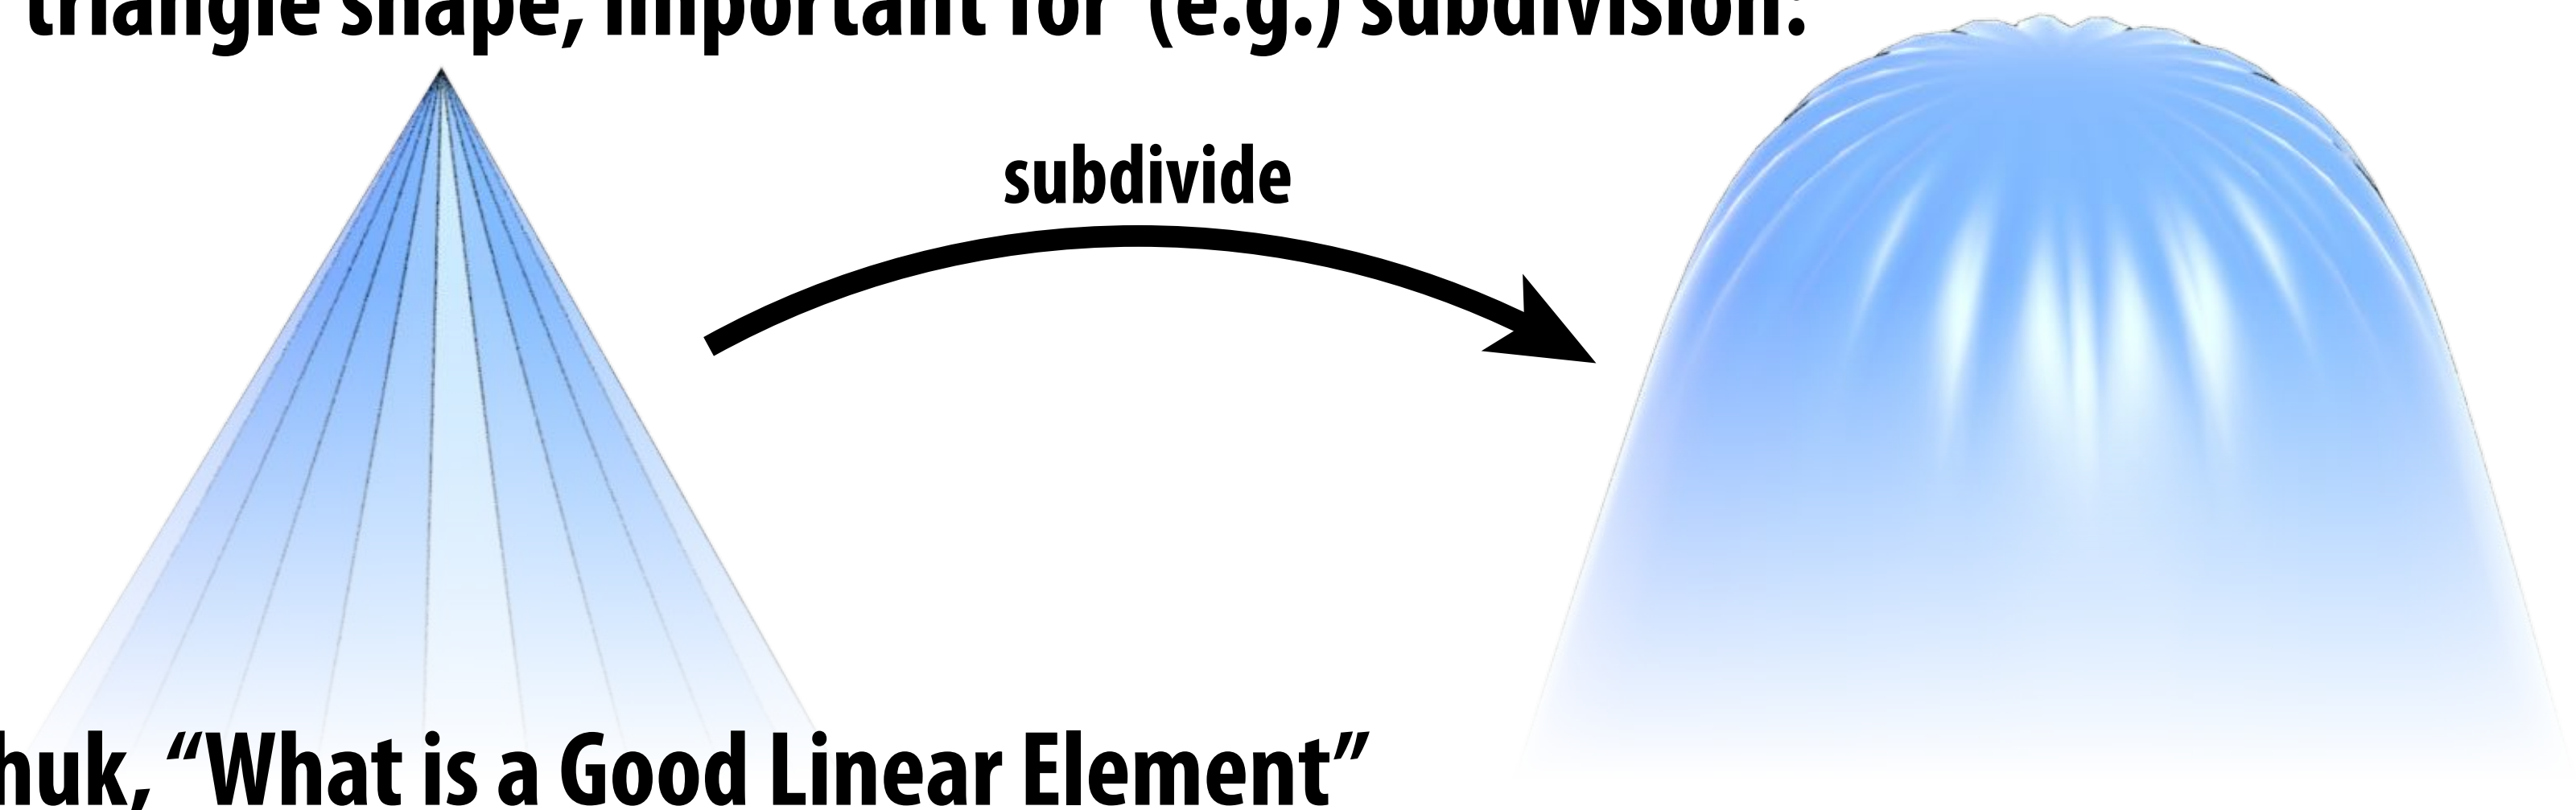 triangle shape, important for (e.g.) subdivision:
subdivide
huk, “What is a Good Linear Element”